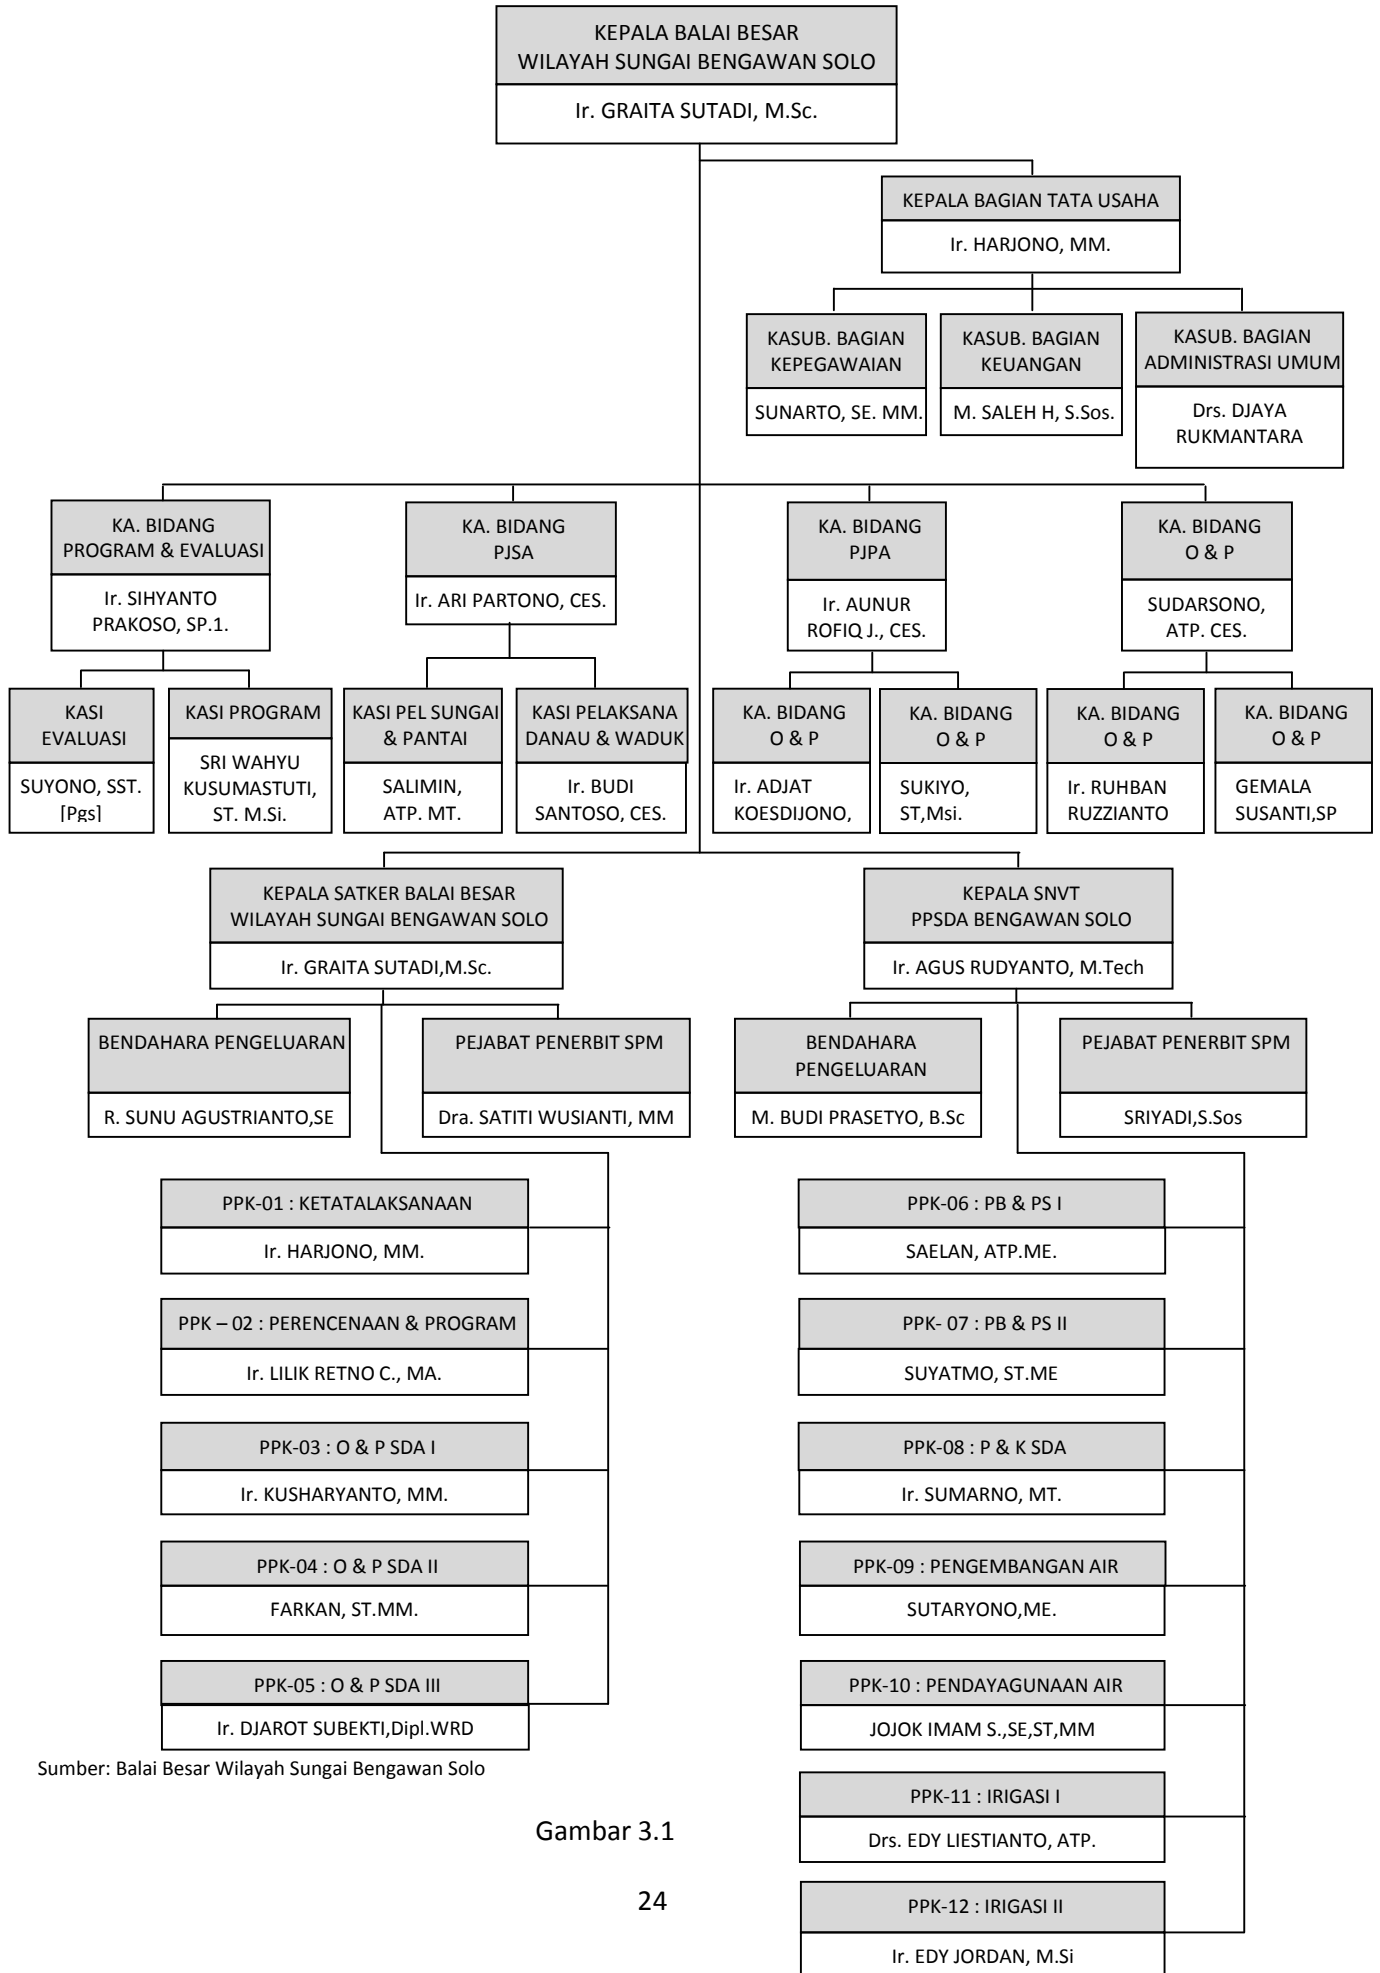 KEPALA BALAI BESAR
WILAYAH SUNGAI BENGAWAN SOLO
Ir. GRAITA SUTADI, M.Sc.
KEPALA BAGIAN TATA USAHA
Ir. HARJONO, MM.
KASUB. BAGIAN
KEPEGAWAIAN
SUNARTO, SE. MM.
KASUB. BAGIAN
KEUANGAN
M. SALEH H, S.Sos.
KASUB. BAGIAN
ADMINISTRASI UMUM
Drs. DJAYA
RUKMANTARA
KA. BIDANG
PROGRAM & EVALUASI
Ir. SIHYANTO
PRAKOSO, SP.1.
KA. BIDANG
PJSA
Ir. ARI PARTONO, CES.
KA. BIDANG
PJPA
Ir. AUNUR
ROFIQ J., CES.
KA. BIDANG
O & P
SUDARSONO,
ATP. CES.
KASI
EVALUASI
SUYONO, SST.
[Pgs]
KASI PROGRAM
SRI WAHYU
KUSUMASTUTI,
ST. M.Si.
KASI PEL SUNGAI
& PANTAI
SALIMIN,
ATP. MT.
KASI PELAKSANA
DANAU & WADUK
Ir. BUDI
SANTOSO, CES.
KA. BIDANG
O & P
Ir. ADJAT
KOESDIJONO,
KA. BIDANG
O & P
SUKIYO,
ST,Msi.
KA. BIDANG
O & P
Ir. RUHBAN
RUZZIANTO
KA. BIDANG
O & P
GEMALA
SUSANTI,SP
KEPALA SATKER BALAI BESAR
WILAYAH SUNGAI BENGAWAN SOLO
Ir. GRAITA SUTADI,M.Sc.
KEPALA SNVT
PPSDA BENGAWAN SOLO
Ir. AGUS RUDYANTO, M.Tech
BENDAHARA PENGELUARAN
R. SUNU AGUSTRIANTO,SE
PEJABAT PENERBIT SPM
Dra. SATITI WUSIANTI, MM
BENDAHARA
PENGELUARAN
M. BUDI PRASETYO, B.Sc
PEJABAT PENERBIT SPM
SRIYADI,S.Sos
PPK-01 : KETATALAKSANAAN
Ir. HARJONO, MM.
PPK – 02 : PERENCENAAN & PROGRAM
Ir. LILIK RETNO C., MA.
PPK-03 : O & P SDA I
Ir. KUSHARYANTO, MM.
PPK-04 : O & P SDA II
FARKAN, ST.MM.
PPK-05 : O & P SDA III
Ir. DJAROT SUBEKTI,Dipl.WRD
PPK-06 : PB & PS I
SAELAN, ATP.ME.
PPK- 07 : PB & PS II
SUYATMO, ST.ME
PPK-08 : P & K SDA
Ir. SUMARNO, MT.
PPK-09 : PENGEMBANGAN AIR
SUTARYONO,ME.
PPK-10 : PENDAYAGUNAAN AIR
JOJOK IMAM S.,SE,ST,MM
PPK-11 : IRIGASI I
Drs. EDY LIESTIANTO, ATP.
PPK-12 : IRIGASI II
Ir. EDY JORDAN, M.Si
Sumber: Balai Besar Wilayah Sungai Bengawan Solo
Gambar 3.1
24